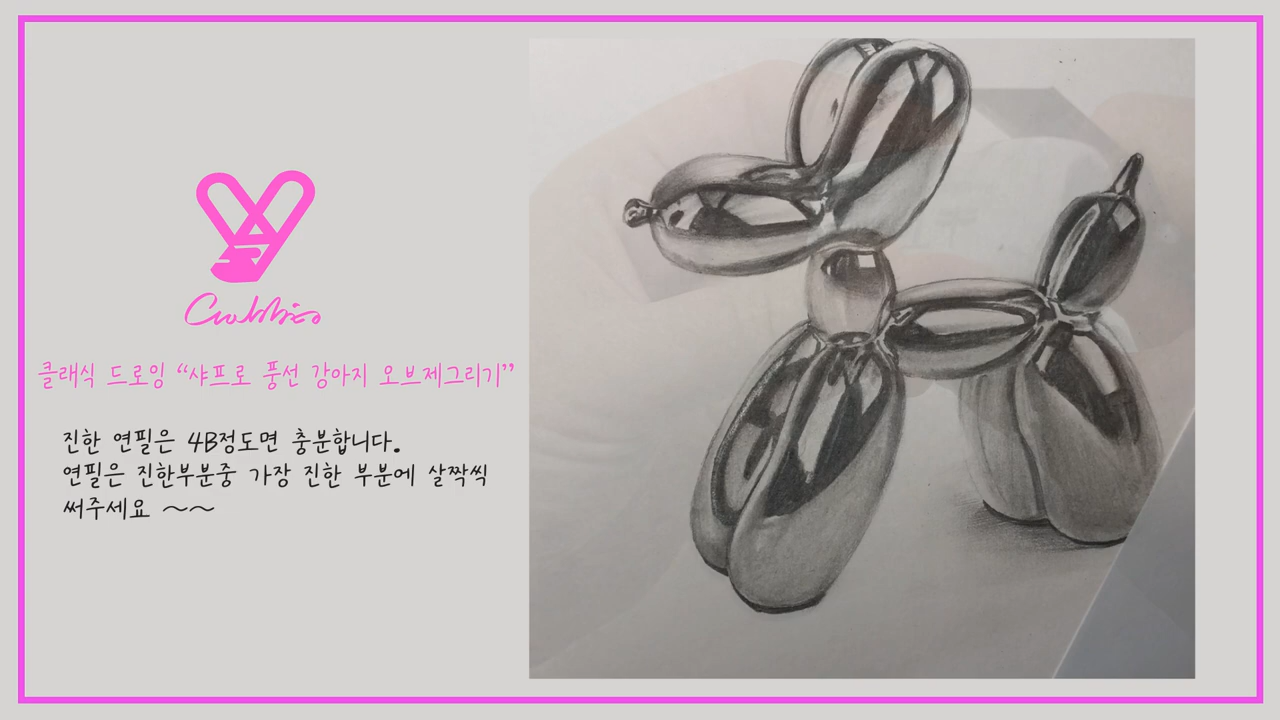 클래식 드로잉 “샤프로 풍선 강아지 오브제그리기”
진한 연필은 4B정도면 충분합니다.
연필은 진한부분중 가장 진한 부분에 살짝씩
써주세요 ~~